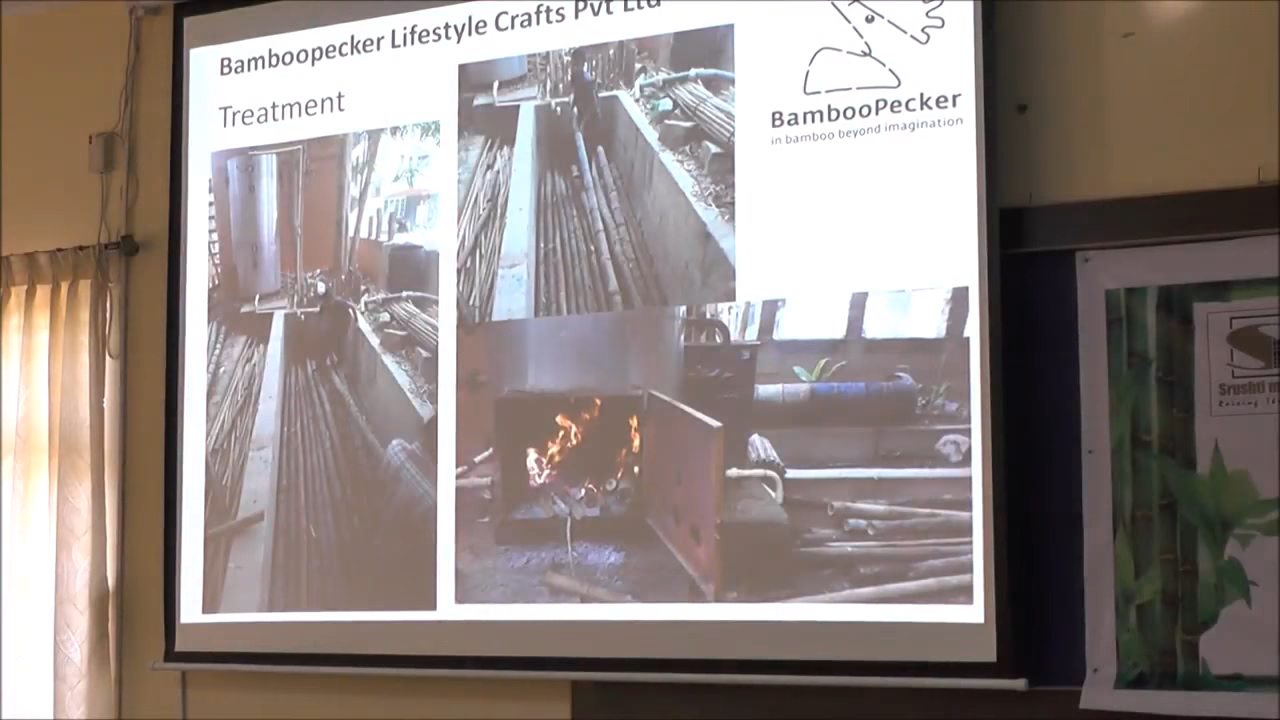 Bamboopecker Lifestyle Crafts Pvt Ltd
Treatment
BambooPecker
in bamboo beyond imagination
Srushti